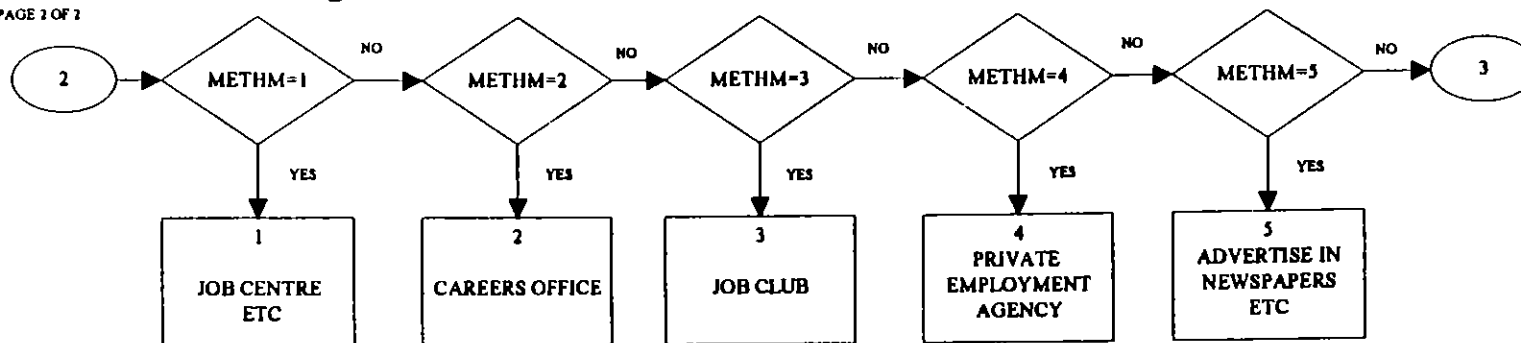 PAGE 2 OF 2
2
METHM=1
NO
METHM=2
NO
METHM=3
NO
METHM=4
NO
METHM=5
NO
3
YES
YES
YES
YES
YES
1
JOB CENTRE
ETC
2
CAREERS OFFICE
3
JOB CLUB
4
PRIVATE
EMPLOYMENT
AGENCY
5
ADVERTISE IN
NEWSPAPERS
ETC